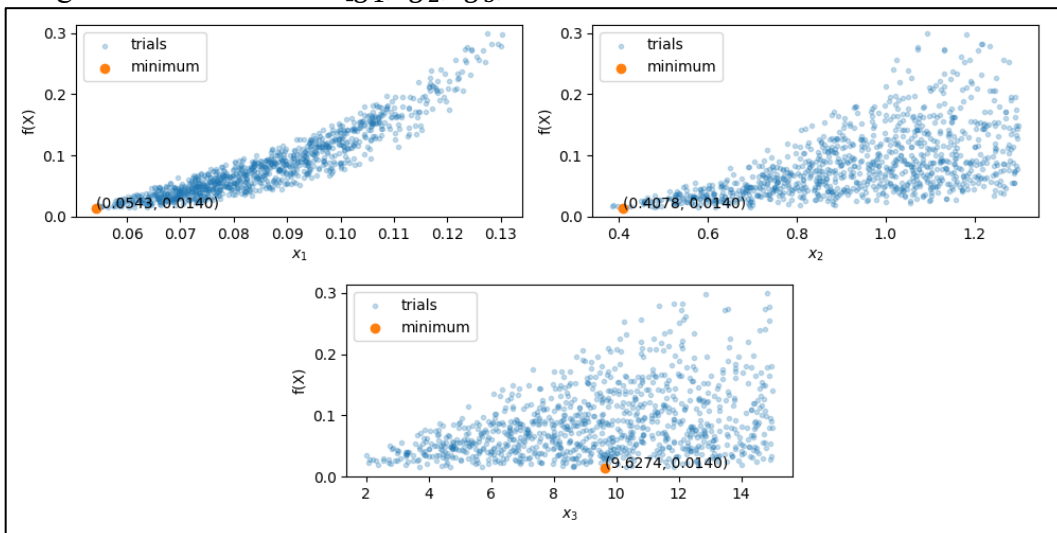 0.3
0.2
0.1
0.0
f(X)
trials
minimum
(0.0543, 0.0140)
0.06 0.07 0.08 0.09 0.10 0.11 0.12 0.13
x₁
0.3
0.2
0.1
0.0
f(X)
trials
minimum
(0.4078, 0.0140)
0.4 0.6 0.8 1.0 1.2
x₂
0.3
0.2
0.1
0.0
f(X)
trials
minimum
(9.6274, 0.0140)
2 4 6 8 10 12 14
x₃